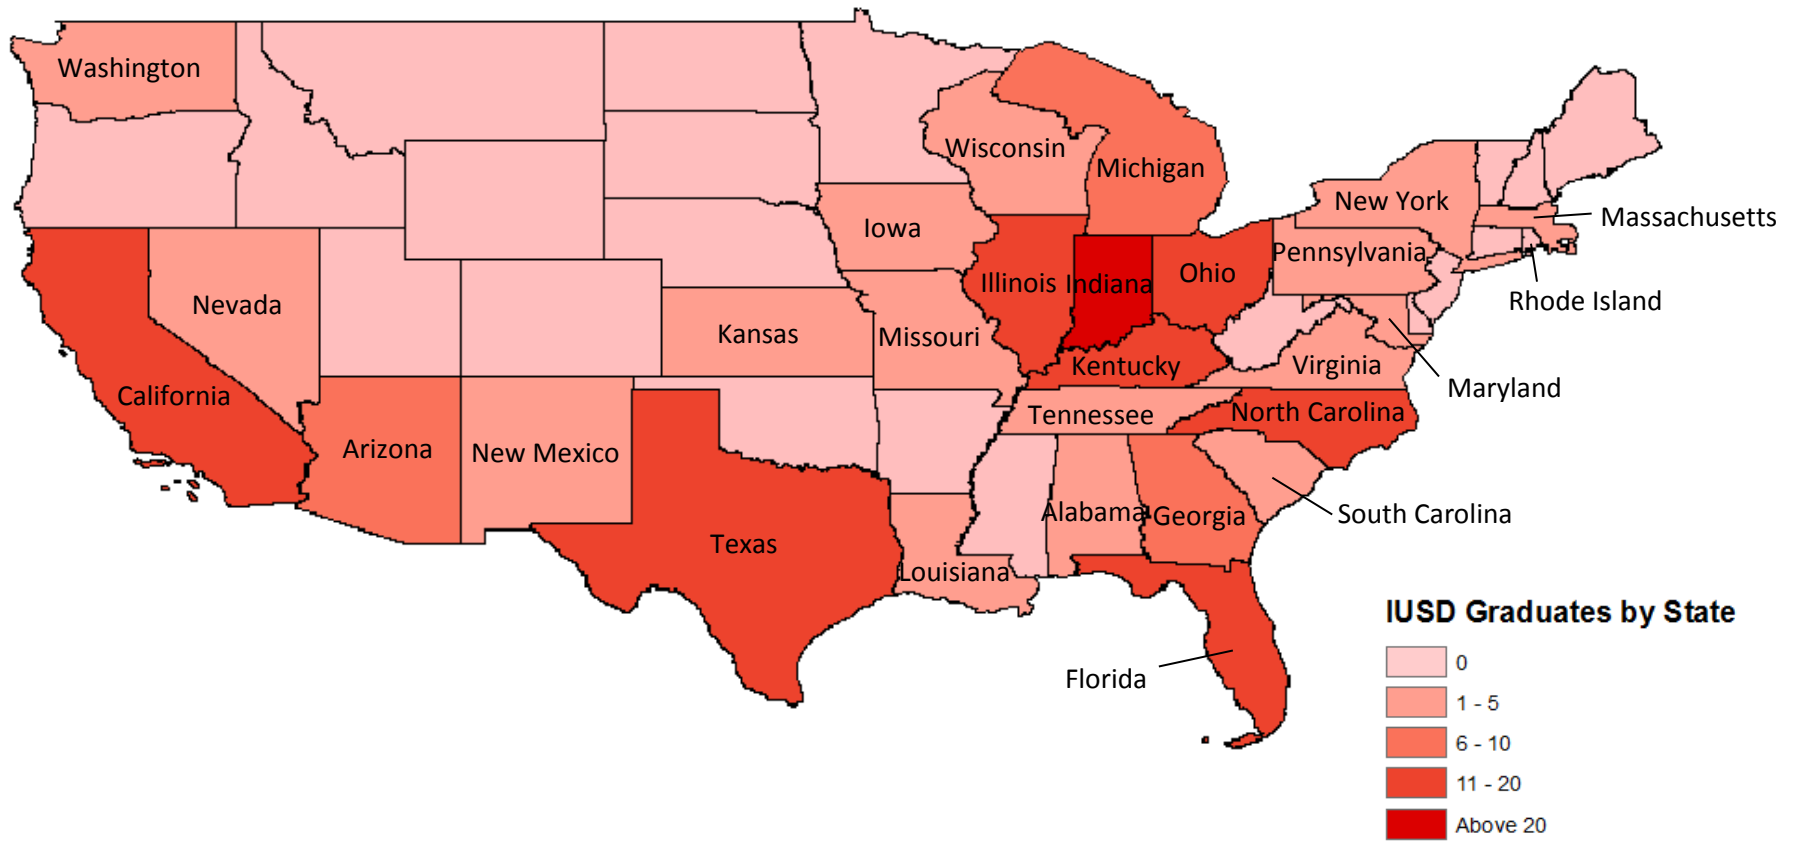 Washington
Wisconsin
Michigan
New York
Massachusetts
Iowa
Pennsylvania
Illinois
Indiana
Ohio
Nevada
Rhode Island
Kansas
Missouri
Kentucky
Virginia
Maryland
California
Tennessee
North Carolina
Arizona
New Mexico
Alabama
Georgia
South Carolina
Texas
Louisiana
Florida
IUSD Graduates by State
0
1 - 5
6 - 10
11 - 20
Above 20